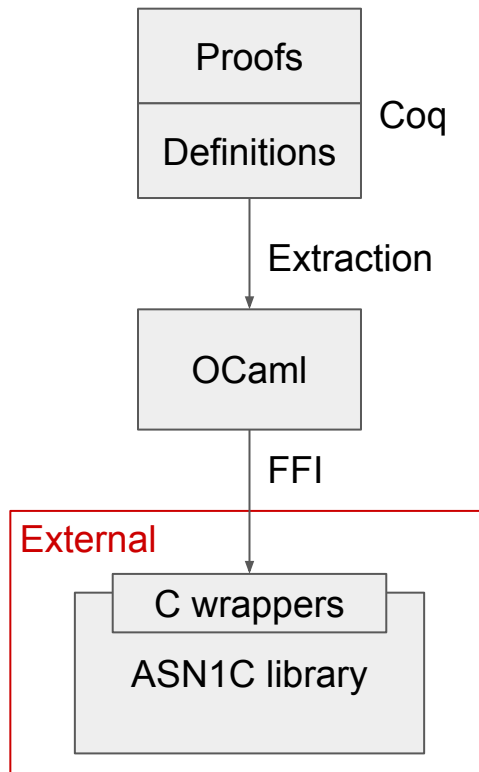 Proofs
Coq
Definitions
Extraction
OCaml
FFI
External
C wrappers
ASN1C library